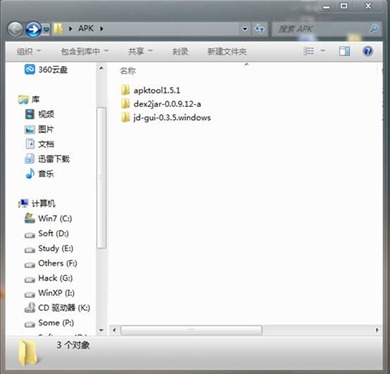 APK
搜索 APK
组织
包含到库中
共享
刻录
新建文件夹
360云盘
库
视频
图片
文档
迅雷下载
音乐
计算机
Win7 (C:)
Soft (D:)
Study (E:)
Others (F:)
Hack (G:)
WinXP (I:)
CD 驱动器 (K:)
Some (P:)
名称
apktool1.5.1
dex2jar-0.0.9.12-a
jd-gui-0.3.5.windows
3 个对象